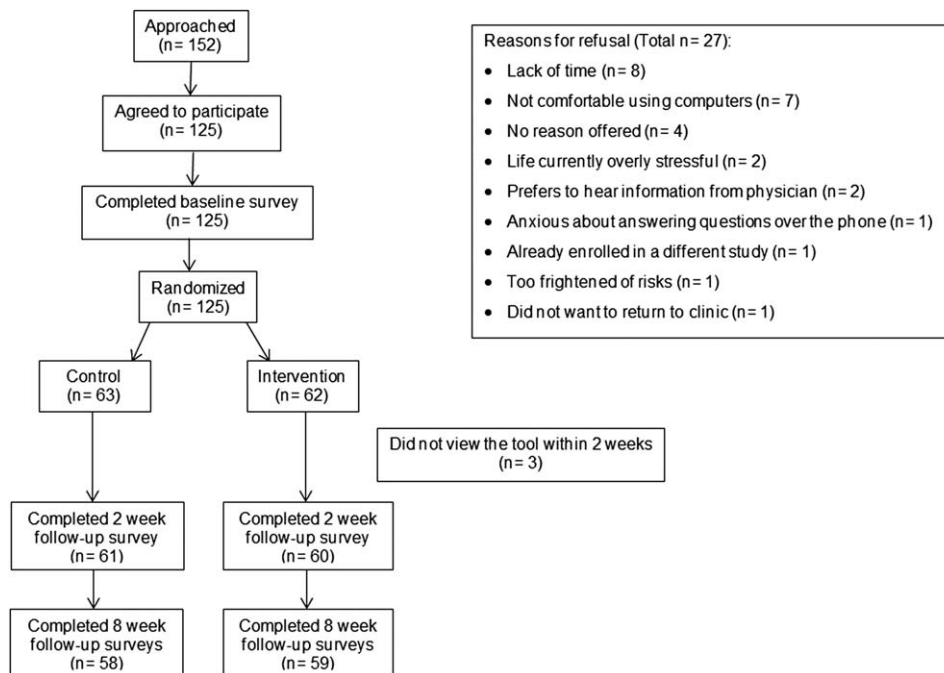 Approached
(n= 152)
Agreed to participate
(n= 125)
Completed baseline survey
(n= 125)
Randomized
(n= 125)
Control
(n= 63)
Intervention
(n= 62)
Did not view the tool within 2 weeks
(n= 3)
Completed 2 week
follow-up survey
(n= 61)
Completed 2 week
follow-up survey
(n= 60)
Completed 8 week
follow-up surveys
(n= 58)
Completed 8 week
follow-up surveys
(n= 59)
Reasons for refusal (Total n= 27):
• Lack of time (n= 8)
• Not comfortable using computers (n= 7)
• No reason offered (n= 4)
• Life currently overly stressful (n= 2)
• Prefers to hear information from physician (n= 2)
• Anxious about answering questions over the phone (n= 1)
• Already enrolled in a different study (n= 1)
• Too frightened of risks (n= 1)
• Did not want to return to clinic (n= 1)